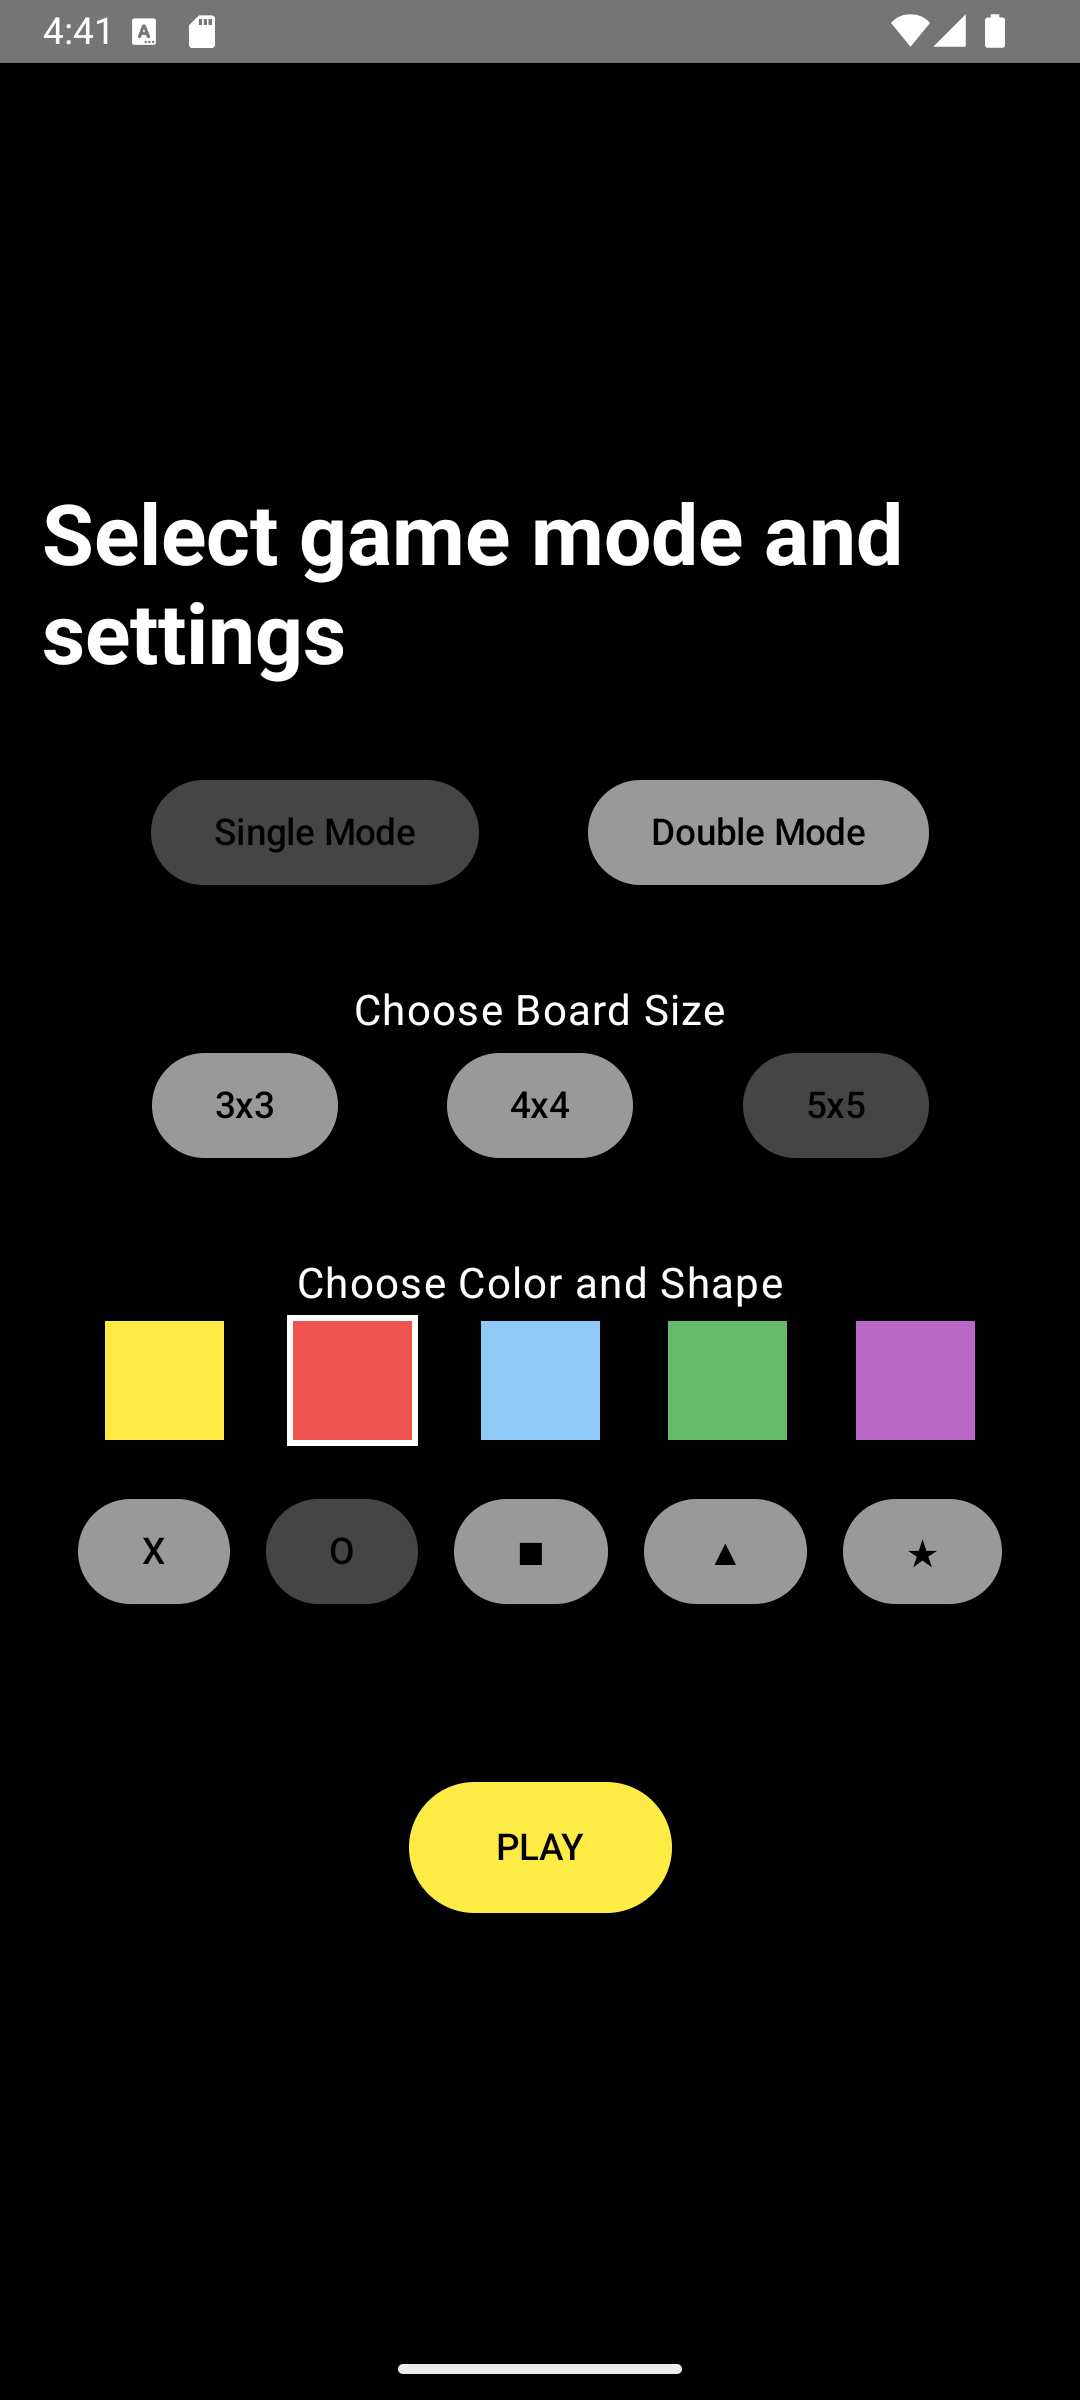 4:41
Select game mode and
settings
Single Mode Double Mode
Choose Board Size
3x3 4x4 5x5
Choose Color and Shape
X O ■ ▲ ★
PLAY